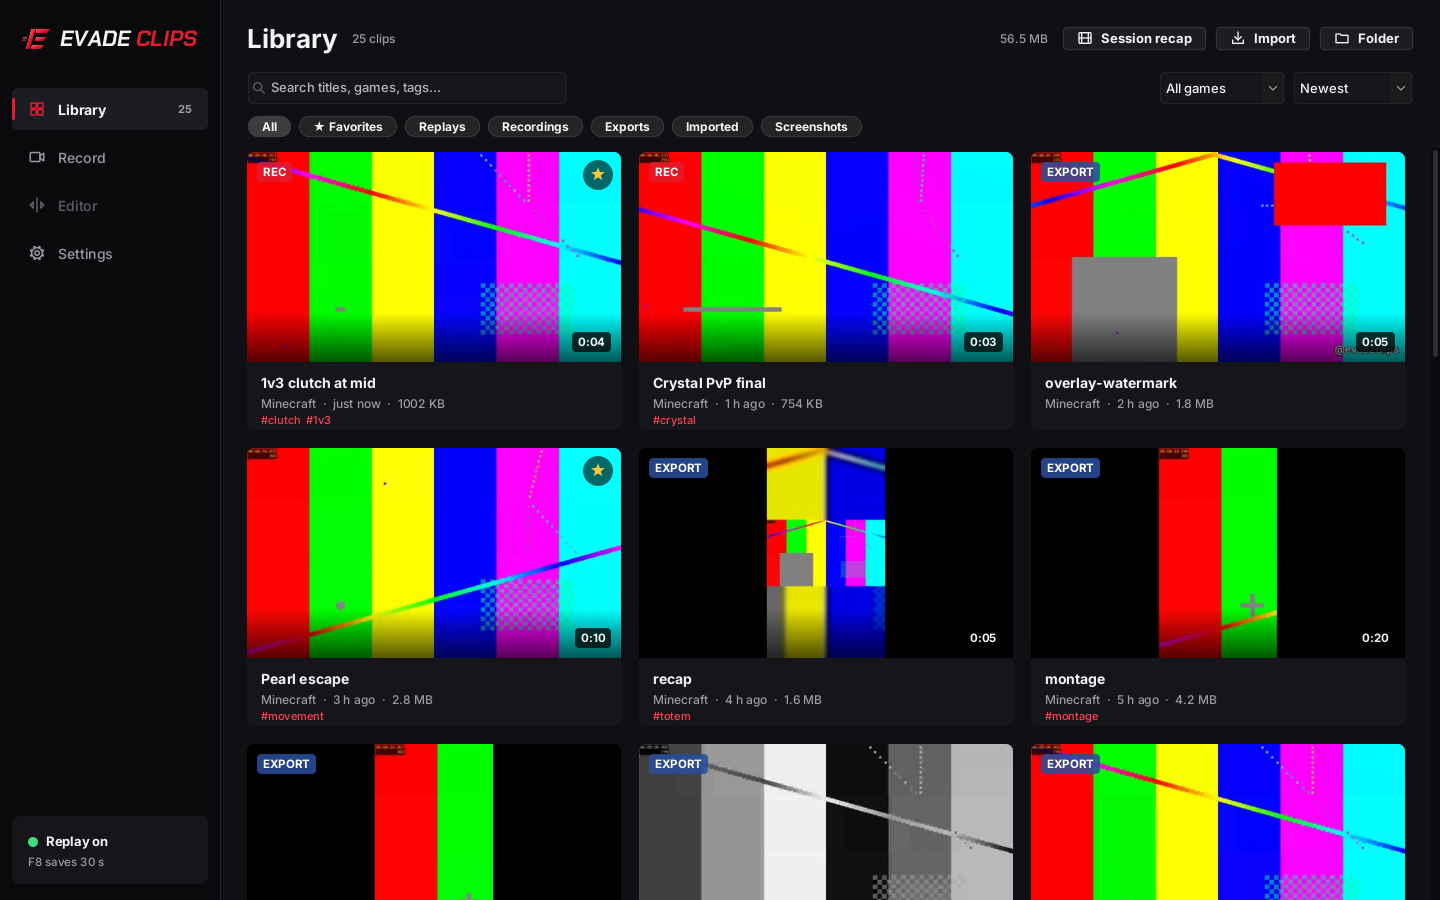 EVADE CLIPS
Library
25 clips
56.5 MB
Session recap
Import
Folder
Library
25
Record
Editor
Settings
Search titles, games, tags...
All games
Newest
All
★ Favorites
Replays
Recordings
Exports
Imported
Screenshots
REC
0:04
1v3 clutch at mid
Minecraft · just now · 1002 KB
#clutch #1v3
REC
0:03
Crystal PvP final
Minecraft · 1 h ago · 754 KB
#crystal
EXPORT
0:05
overlay-watermark
Minecraft · 2 h ago · 1.8 MB
0:10
Pearl escape
Minecraft · 3 h ago · 2.8 MB
#movement
EXPORT
0:05
recap
Minecraft · 4 h ago · 1.6 MB
#totem
EXPORT
0:20
montage
Minecraft · 5 h ago · 4.2 MB
#montage
EXPORT
EXPORT
EXPORT
Replay on
F8 saves 30 s